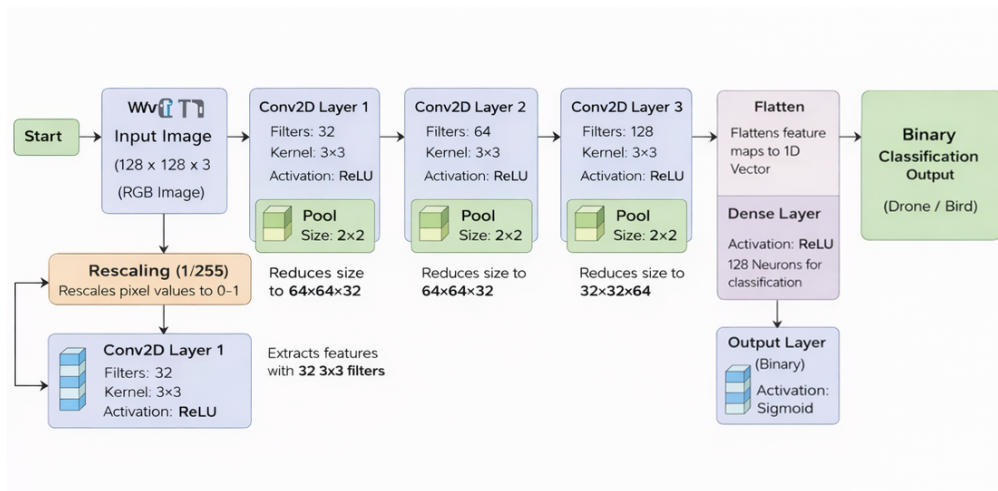 Start
Input Image
(128 x 128 x 3
(RGB Image)
Conv2D Layer 1
Filters: 32
Kernel: 3×3
Activation: ReLU
Pool
Size: 2×2
Reduces size
to 64×64×32
Conv2D Layer 2
Filters: 64
Kernel: 3×3
Activation: ReLU
Pool
Size: 2×2
Reduces size to
64×64×32
Conv2D Layer 3
Filters: 128
Kernel: 3×3
Activation: ReLU
Pool
Size: 2×2
Reduces size to
32×32×64
Flatten
Flattens feature
maps to 1D
Vector
Dense Layer
Activation: ReLU
128 Neurons for
classification
Binary
Classification
Output
(Drone / Bird)
Rescaling (1/255)
Rescales pixel values to 0-1
Conv2D Layer 1
Filters: 32
Kernel: 3×3
Activation: ReLU
Extracts features
with 32 3x3 filters
Output Layer
(Binary)
Activation:
Sigmoid